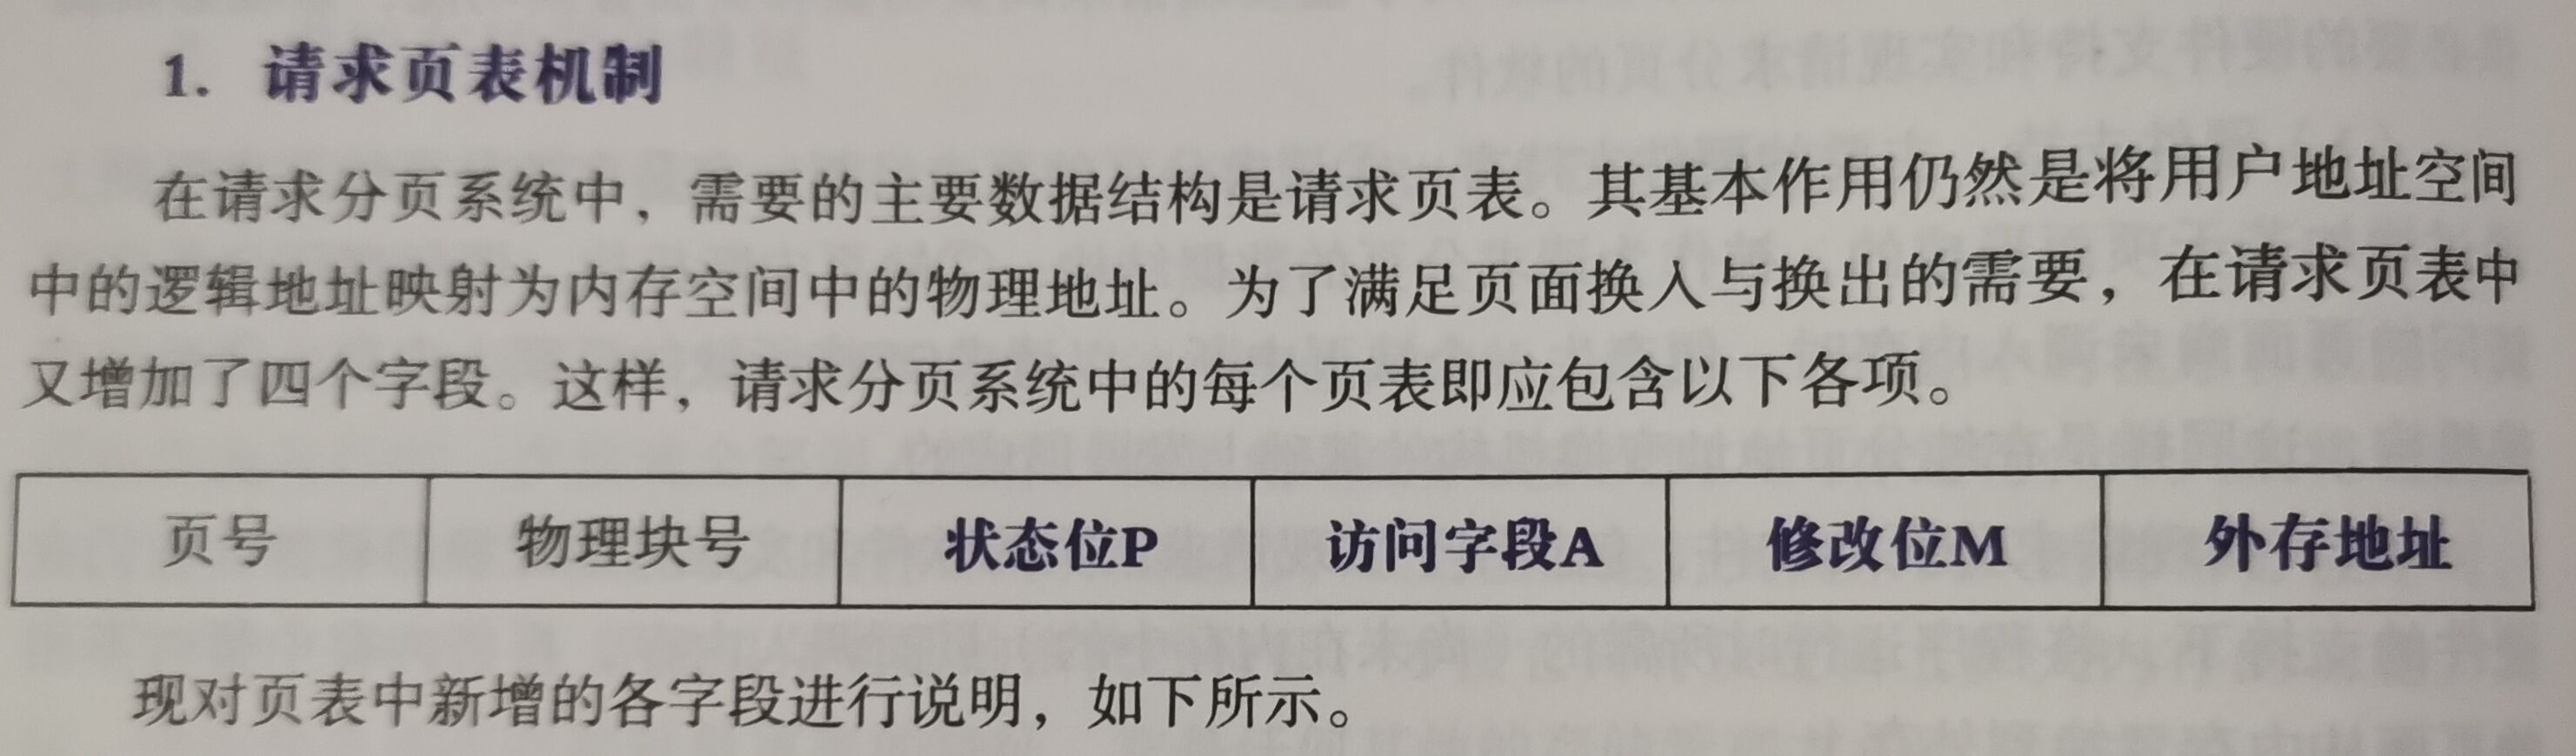 1. 请求页表机制
在请求分页系统中，需要的主要数据结构是请求页表。其基本作用仍然是将用户地址空间
中的逻辑地址映射为内存空间中的物理地址。为了满足页面换入与换出的需要，在请求页表中
又增加了四个字段。这样，请求分页系统中的每个页表即应包含以下各项。
页号 物理块号 状态位P 访问字段A 修改位M 外存地址
现对页表中新增的各字段进行说明，如下所示。